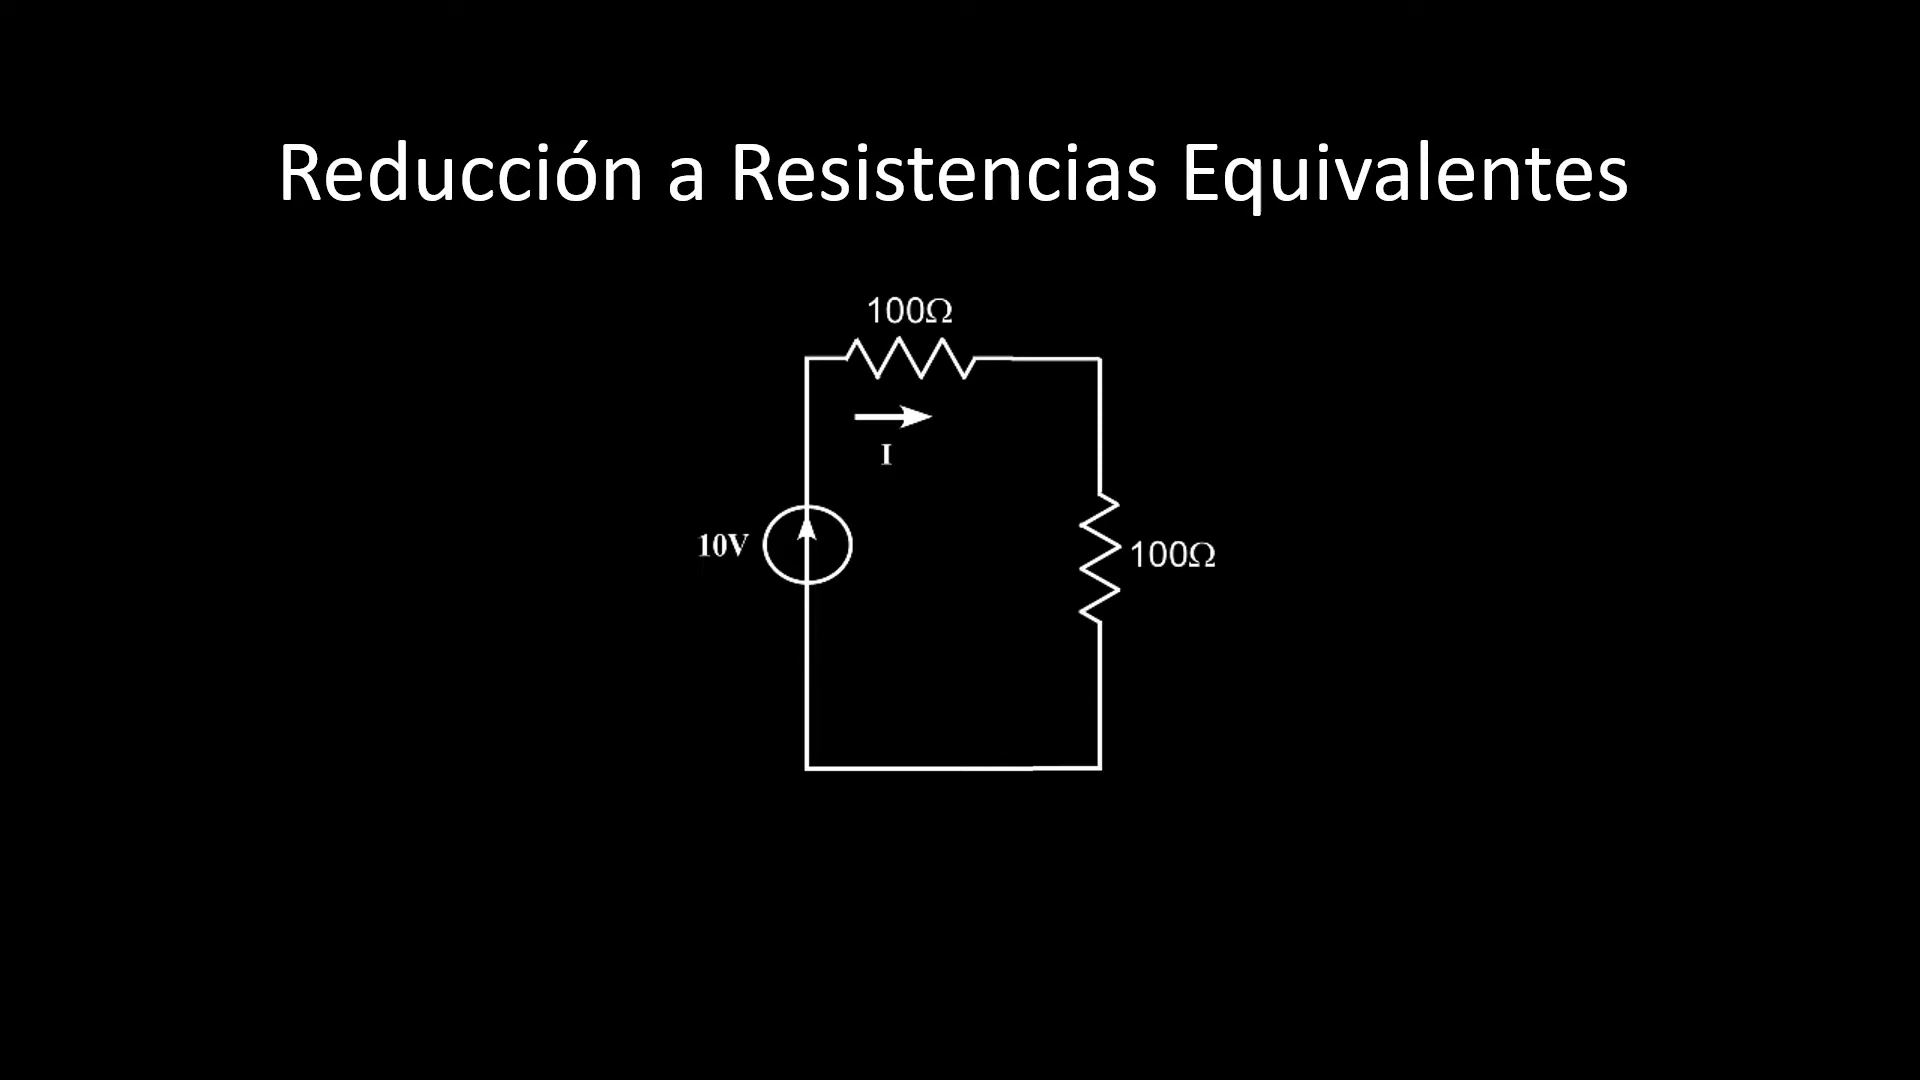 Reducción a Resistencias Equivalentes
100Ω
I
10V
100Ω